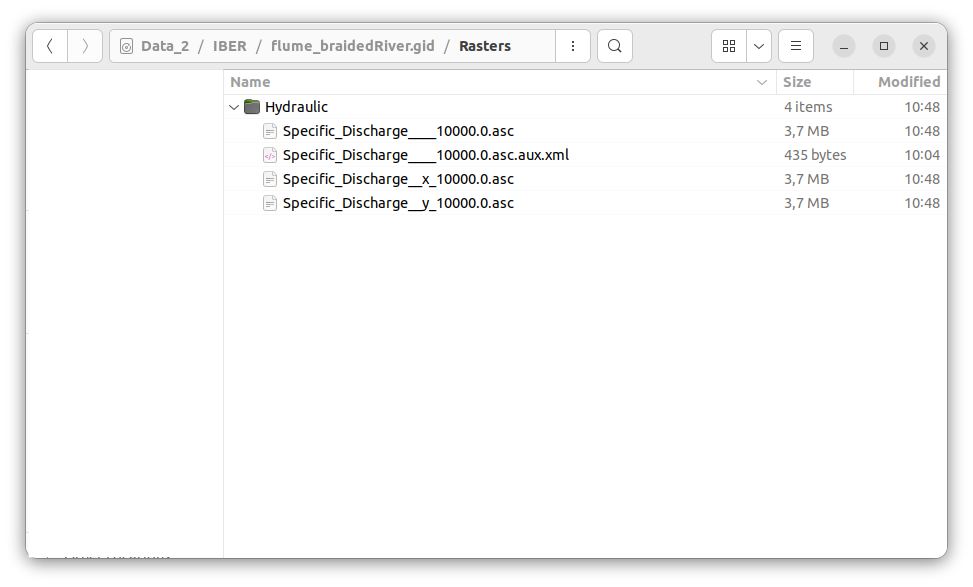 Data_2 / IBER / flume_braidedRiver.gid / Rasters
Name Size Modified
Hydraulic 4 items 10:48
Specific_Discharge____10000.0.asc 3,7 MB 10:48
Specific_Discharge____10000.0.asc.aux.xml 435 bytes 10:04
Specific_Discharge__x_10000.0.asc 3,7 MB 10:48
Specific_Discharge__y_10000.0.asc 3,7 MB 10:48